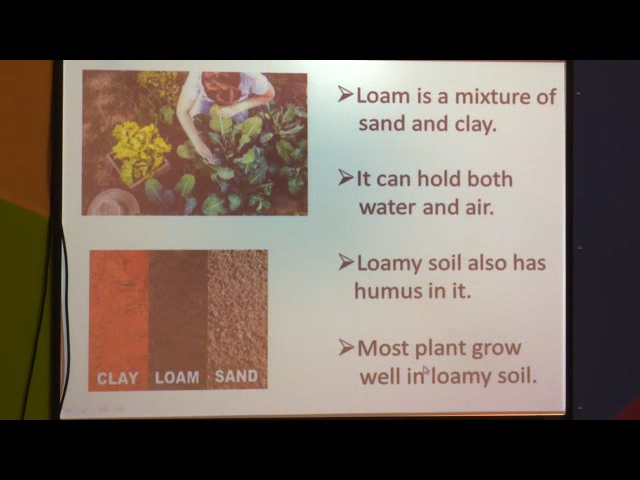 ➢Loam is a mixture of
sand and clay.
➢It can hold both
water and air.
➢Loamy soil also has
humus in it.
➢Most plant grow
well in loamy soil.
CLAY LOAM SAND